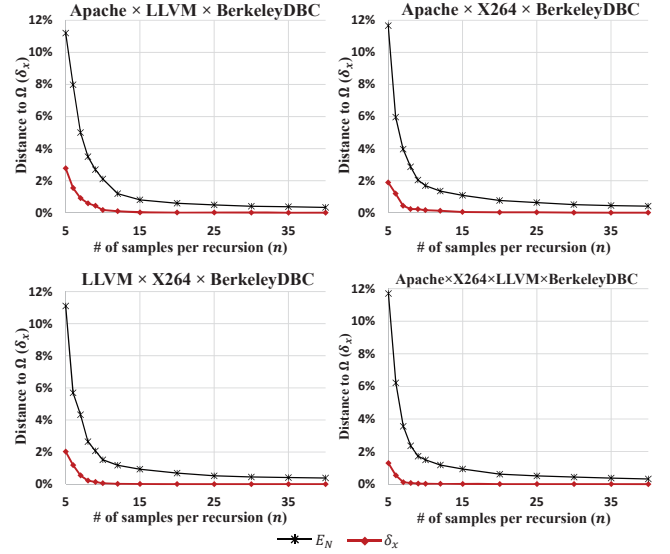 Apache × LLVM × BerkeleyDBC
Distance to Ω (δx)
12%
10%
8%
6%
4%
2%
0%
5 15 25 35
# of samples per recursion (n)
Apache × X264 × BerkeleyDBC
Distance to Ω (δx)
12%
10%
8%
6%
4%
2%
0%
5 15 25 35
# of samples per recursion (n)
LLVM × X264 × BerkeleyDBC
Distance to Ω (δx)
12%
10%
8%
6%
4%
2%
0%
5 15 25 35
# of samples per recursion (n)
Apache×X264×LLVM×BerkeleyDBC
Distance to Ω (δx)
12%
10%
8%
6%
4%
2%
0%
5 15 25 35
# of samples per recursion (n)
EN δx